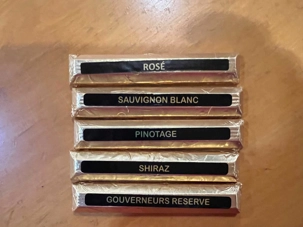 ROSÉ
SAUVIGNON BLANC
PINOTAGE
SHIRAZ
GOUVERNEURS RESERVE